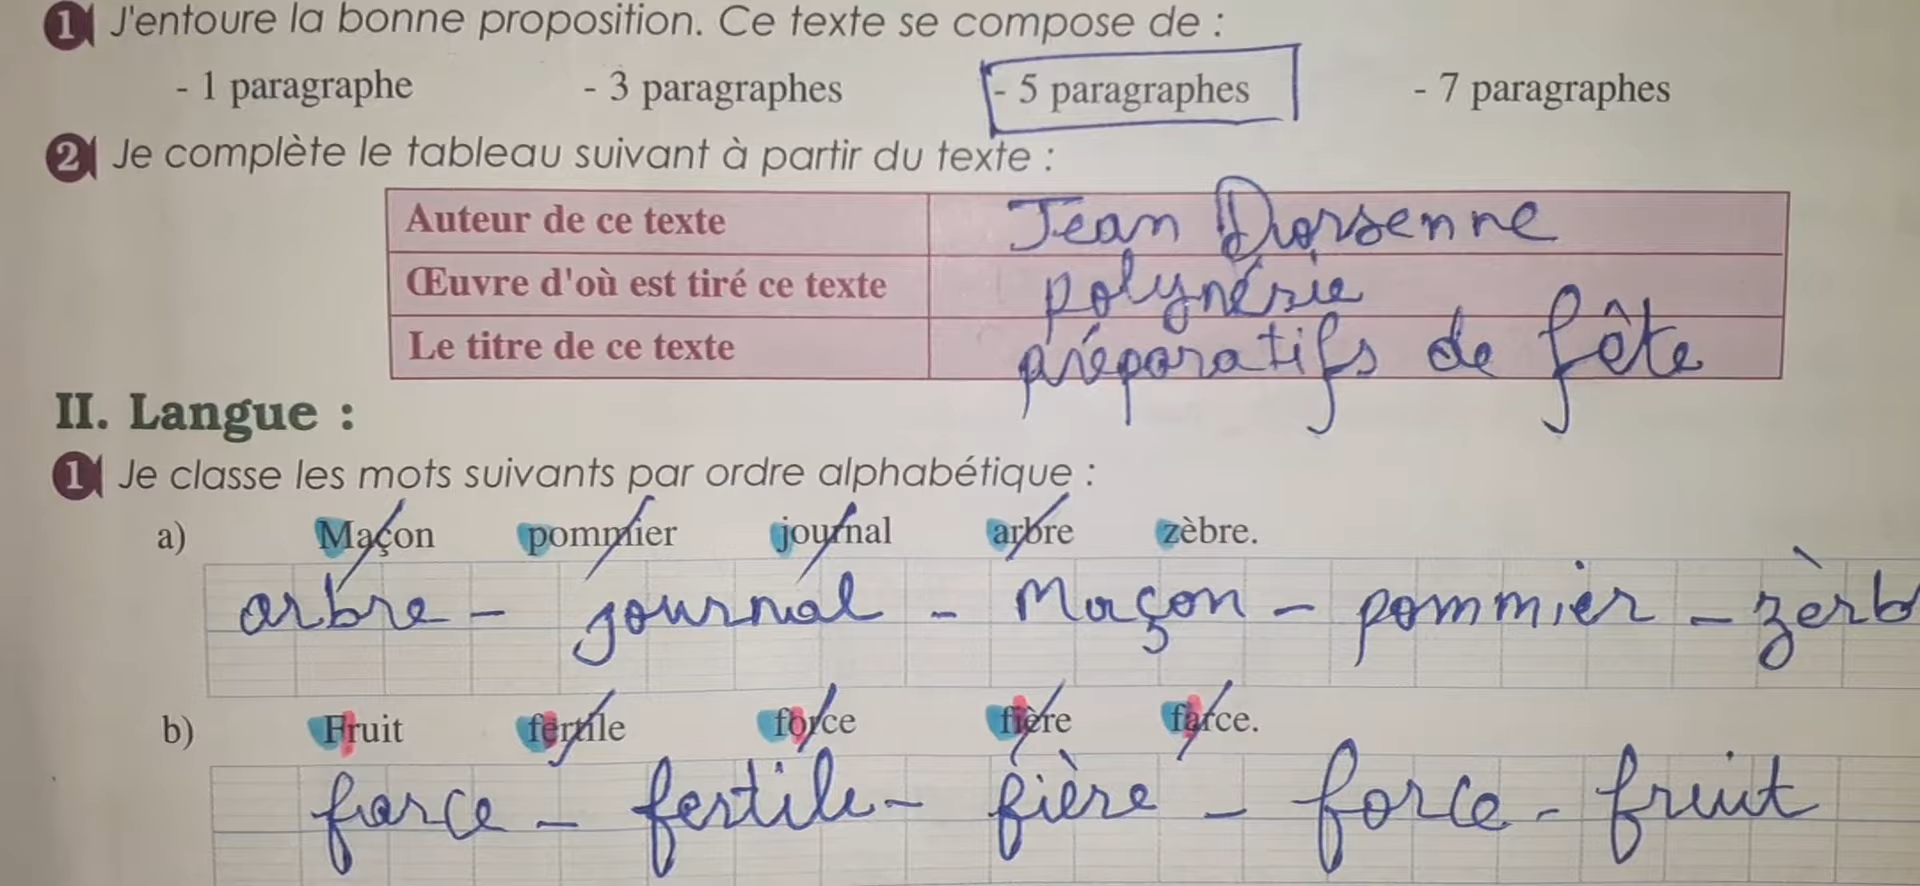 1 J'entoure la bonne proposition. Ce texte se compose de :
- 1 paragraphe - 3 paragraphes - 5 paragraphes - 7 paragraphes
2 Je complète le tableau suivant à partir du texte :
Auteur de ce texte Jean Dorsenne
Œuvre d'où est tiré ce texte polynésie
Le titre de ce texte préparatifs de fête
II. Langue :
1 Je classe les mots suivants par ordre alphabétique :
a) Maçon pommier journal arbre zèbre.
arbre - journal - Maçon - pommier - zèrb
b) Fruit fertile force fière farce.
farce - fertile - fière - force - fruit